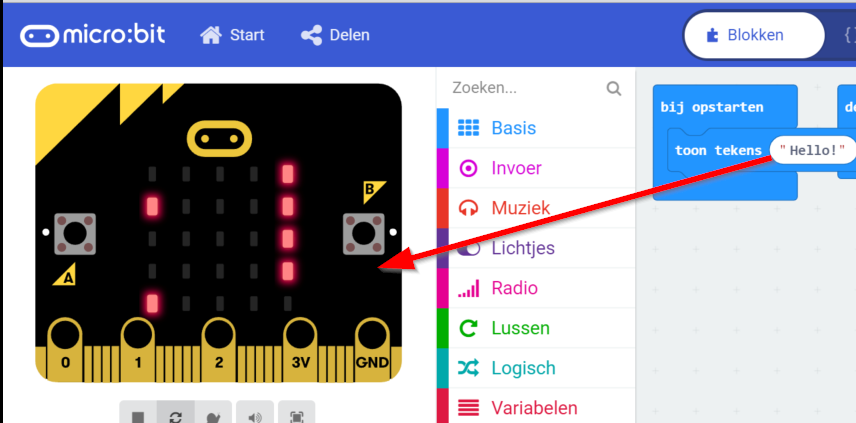 micro:bit
Start
Delen
Blokken
{}
Zoeken...
Basis
Invoer
Muziek
Lichtjes
Radio
Lussen
Logisch
Variabelen
bij opstarten
toon tekens "Hello!"
de
B
A
0 1 2 3V GND